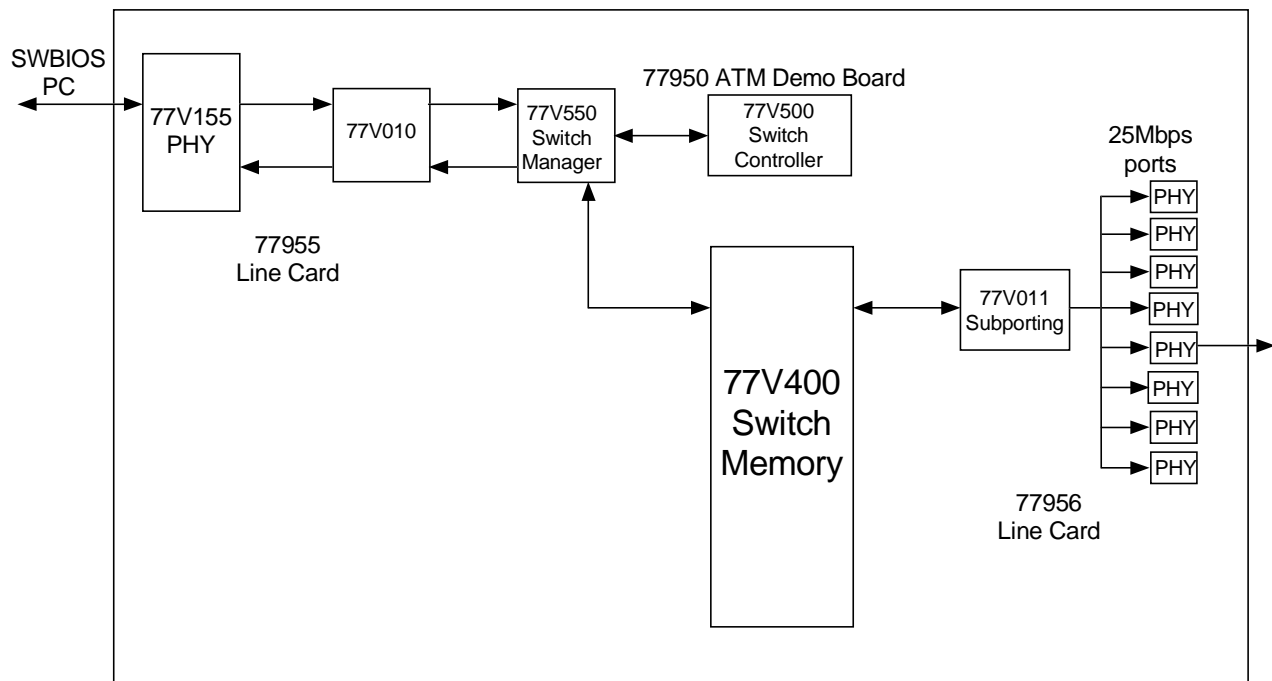 SWBIOS
PC
77V155
PHY
77V010
77V550
Switch
Manager
77950 ATM Demo Board
77V500
Switch
Controller
77955
Line Card
77V400
Switch
Memory
77V011
Subporting
25Mbps
ports
PHY
PHY
PHY
PHY
PHY
PHY
PHY
PHY
77956
Line Card